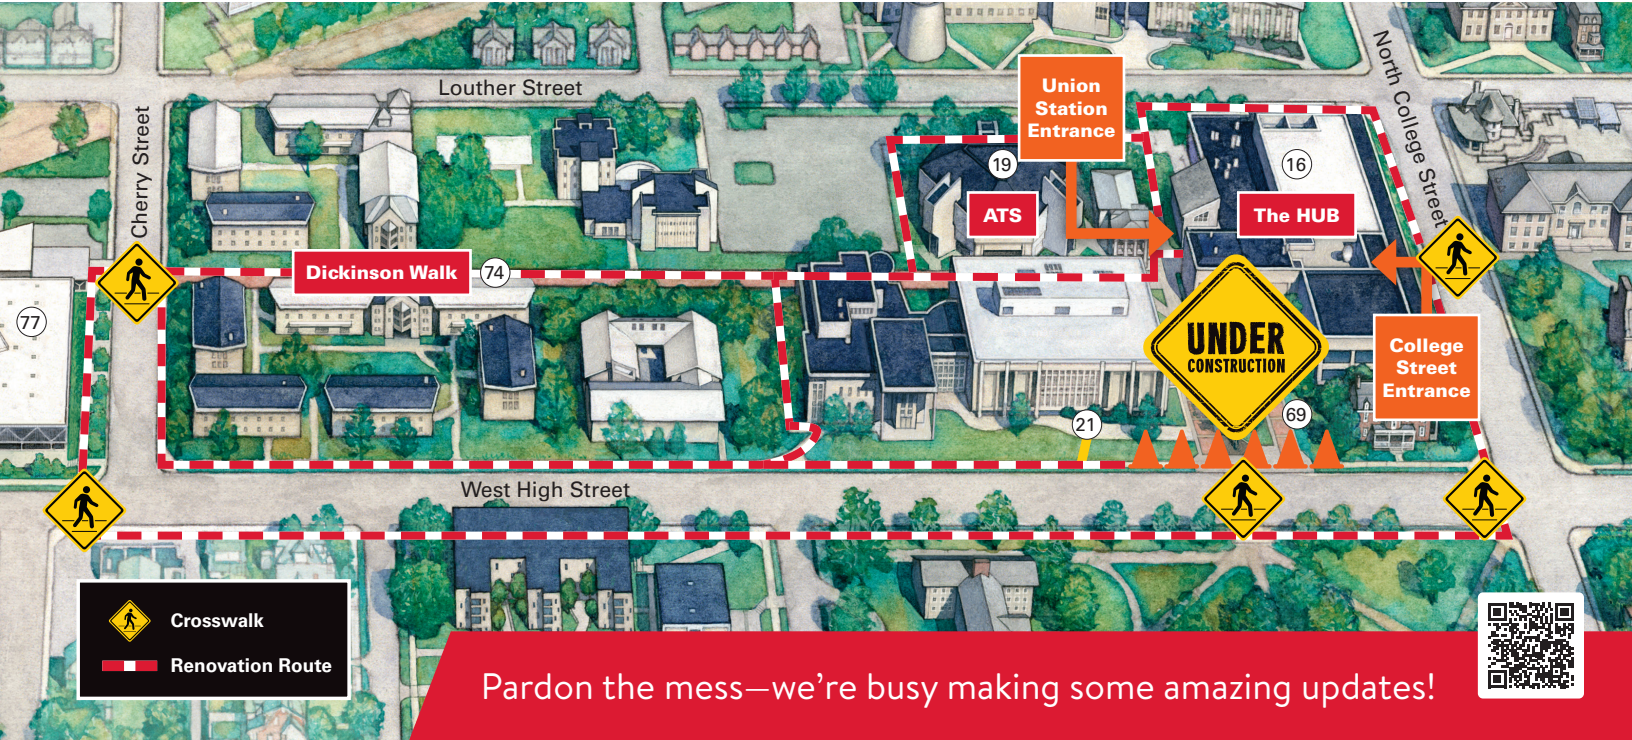 Louther Street
North College Street
Union
Station
Entrance
Cherry Street
19
16
ATS
The HUB
Dickinson Walk
74
77
UNDER
CONSTRUCTION
College
Street
Entrance
69
21
West High Street
Crosswalk
Renovation Route
Pardon the mess—we’re busy making some amazing updates!